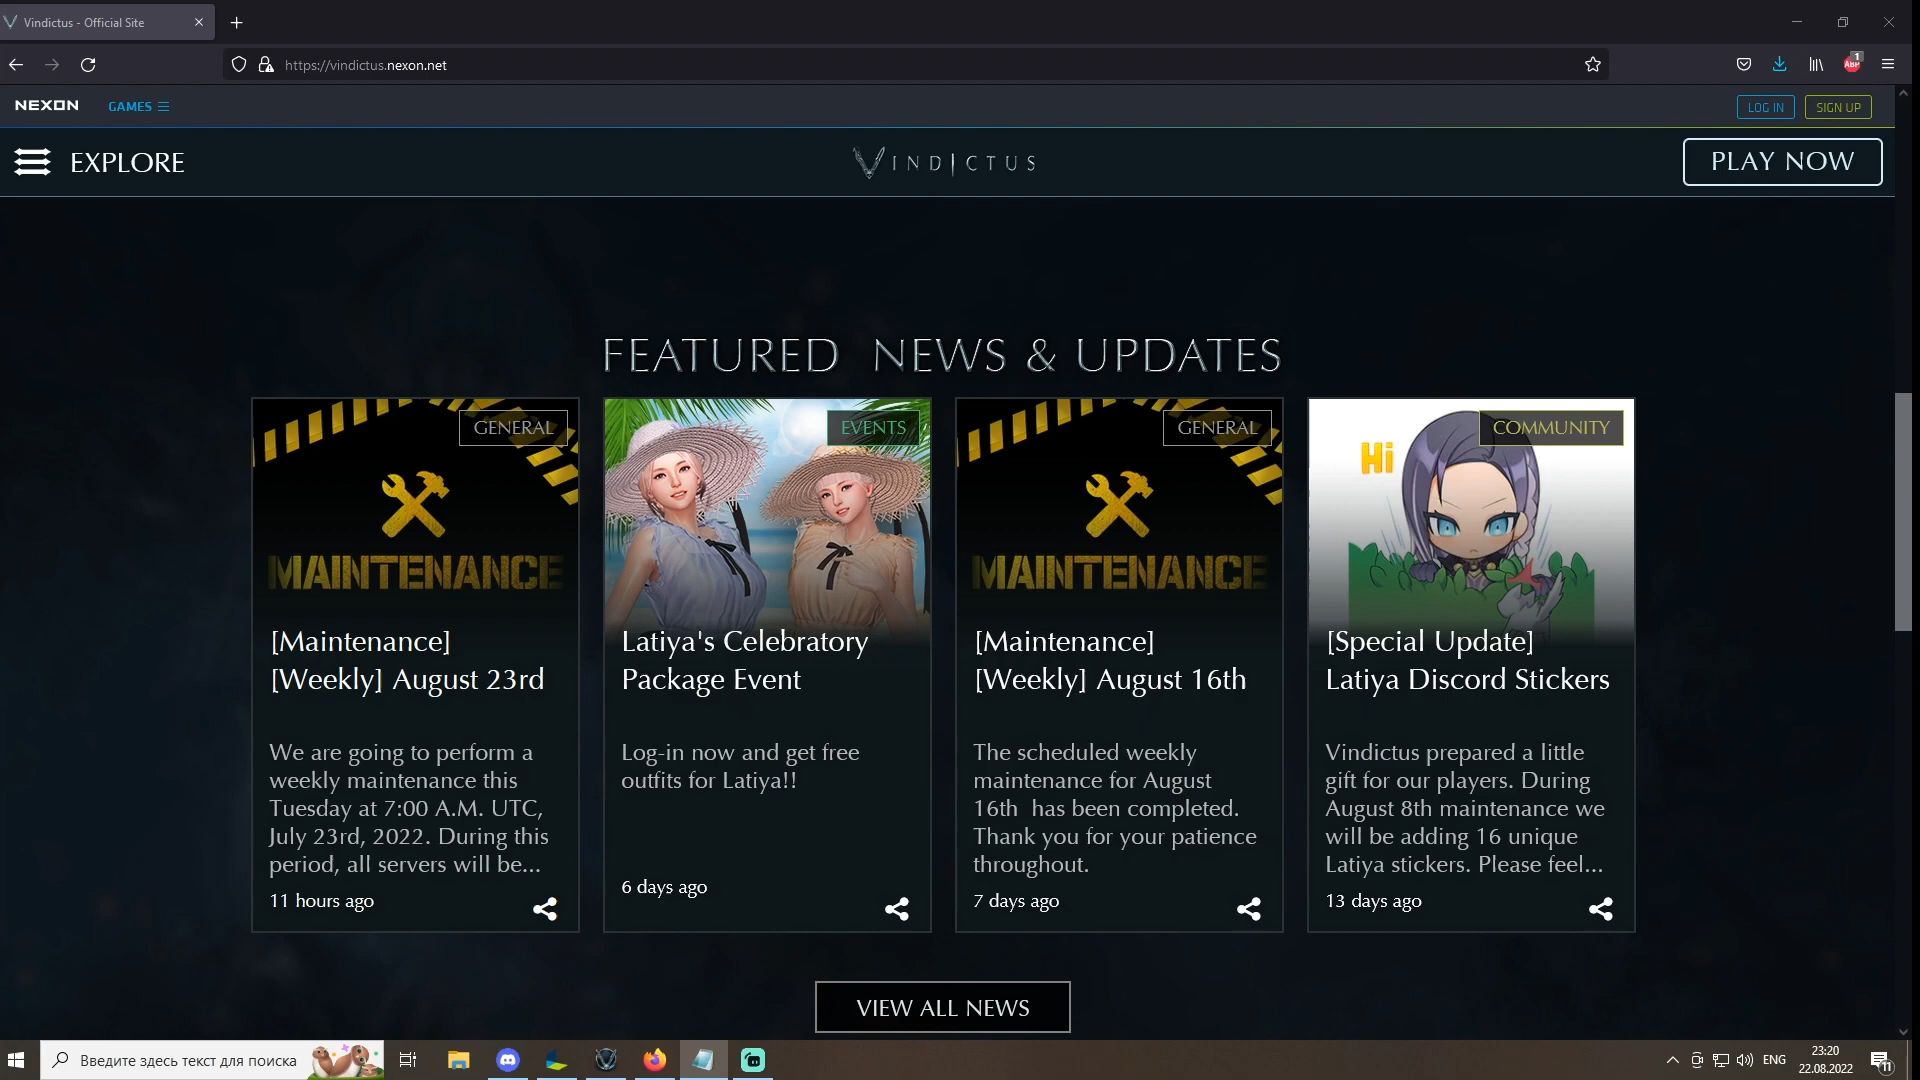 Vindictus - Official Site
https://vindictus.nexon.net
ABP
1
NEXON
GAMES
LOG IN
SIGN UP
EXPLORE
VINDICTUS
PLAY NOW
FEATURED NEWS & UPDATES
GENERAL
MAINTENANCE
[Maintenance]
[Weekly] August 23rd
We are going to perform a
weekly maintenance this
Tuesday at 7:00 A.M. UTC,
July 23rd, 2022. During this
period, all servers will be...
11 hours ago
EVENTS
Latiya's Celebratory
Package Event
Log-in now and get free
outfits for Latiya!!
6 days ago
GENERAL
MAINTENANCE
[Maintenance]
[Weekly] August 16th
The scheduled weekly
maintenance for August
16th has been completed.
Thank you for your patience
throughout.
7 days ago
COMMUNITY
Hi
[Special Update]
Latiya Discord Stickers
Vindictus prepared a little
gift for our players. During
August 8th maintenance we
will be adding 16 unique
Latiya stickers. Please feel...
13 days ago
VIEW ALL NEWS
Введите здесь текст для поиска
ENG
23:20
22.08.2022
11